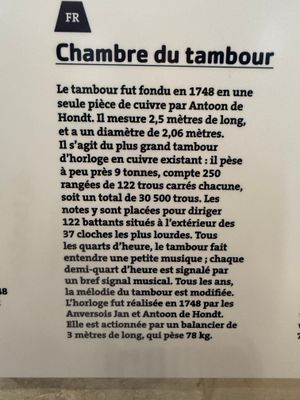 FR
Chambre du tambour
Le tambour fut fondu en 1748 en une
seule pièce de cuivre par Antoon de
Hondt. Il mesure 2,5 mètres de long,
et a un diamètre de 2,06 mètres.
Il s'agit du plus grand tambour
d'horloge en cuivre existant : il pèse
à peu près 9 tonnes, compte 250
rangées de 122 trous carrés chacune,
soit un total de 30 500 trous. Les
notes y sont placées pour diriger
122 battants situés à l'extérieur des
37 cloches les plus lourdes. Tous
les quarts d'heure, le tambour fait
entendre une petite musique ; chaque
demi-quart d'heure est signalé par
un bref signal musical. Tous les ans,
la mélodie du tambour est modifiée.
L'horloge fut réalisée en 1748 par les
Anversois Jan et Antoon de Hondt.
Elle est actionnée par un balancier de
3 mètres de long, qui pèse 78 kg.